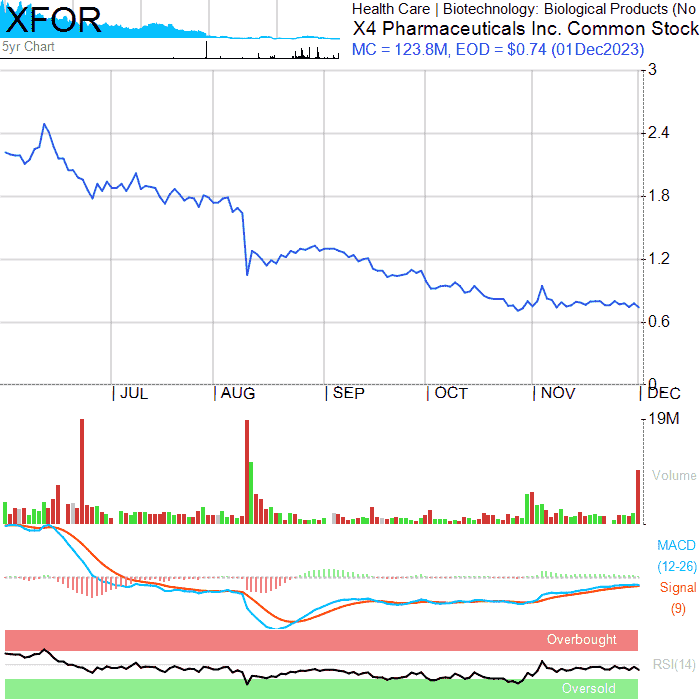 XFOR
5yr Chart
Health Care | Biotechnology: Biological Products (No
X4 Pharmaceuticals Inc. Common Stock
MC = 123.8M, EOD = $0.74 (01Dec2023)
3
2.4
1.8
1.2
0.6
0
| JUL | AUG | SEP | OCT | NOV | DEC
19M
Volume
MACD
(12-26)
Signal
(9)
Overbought
RSI(14)
Oversold